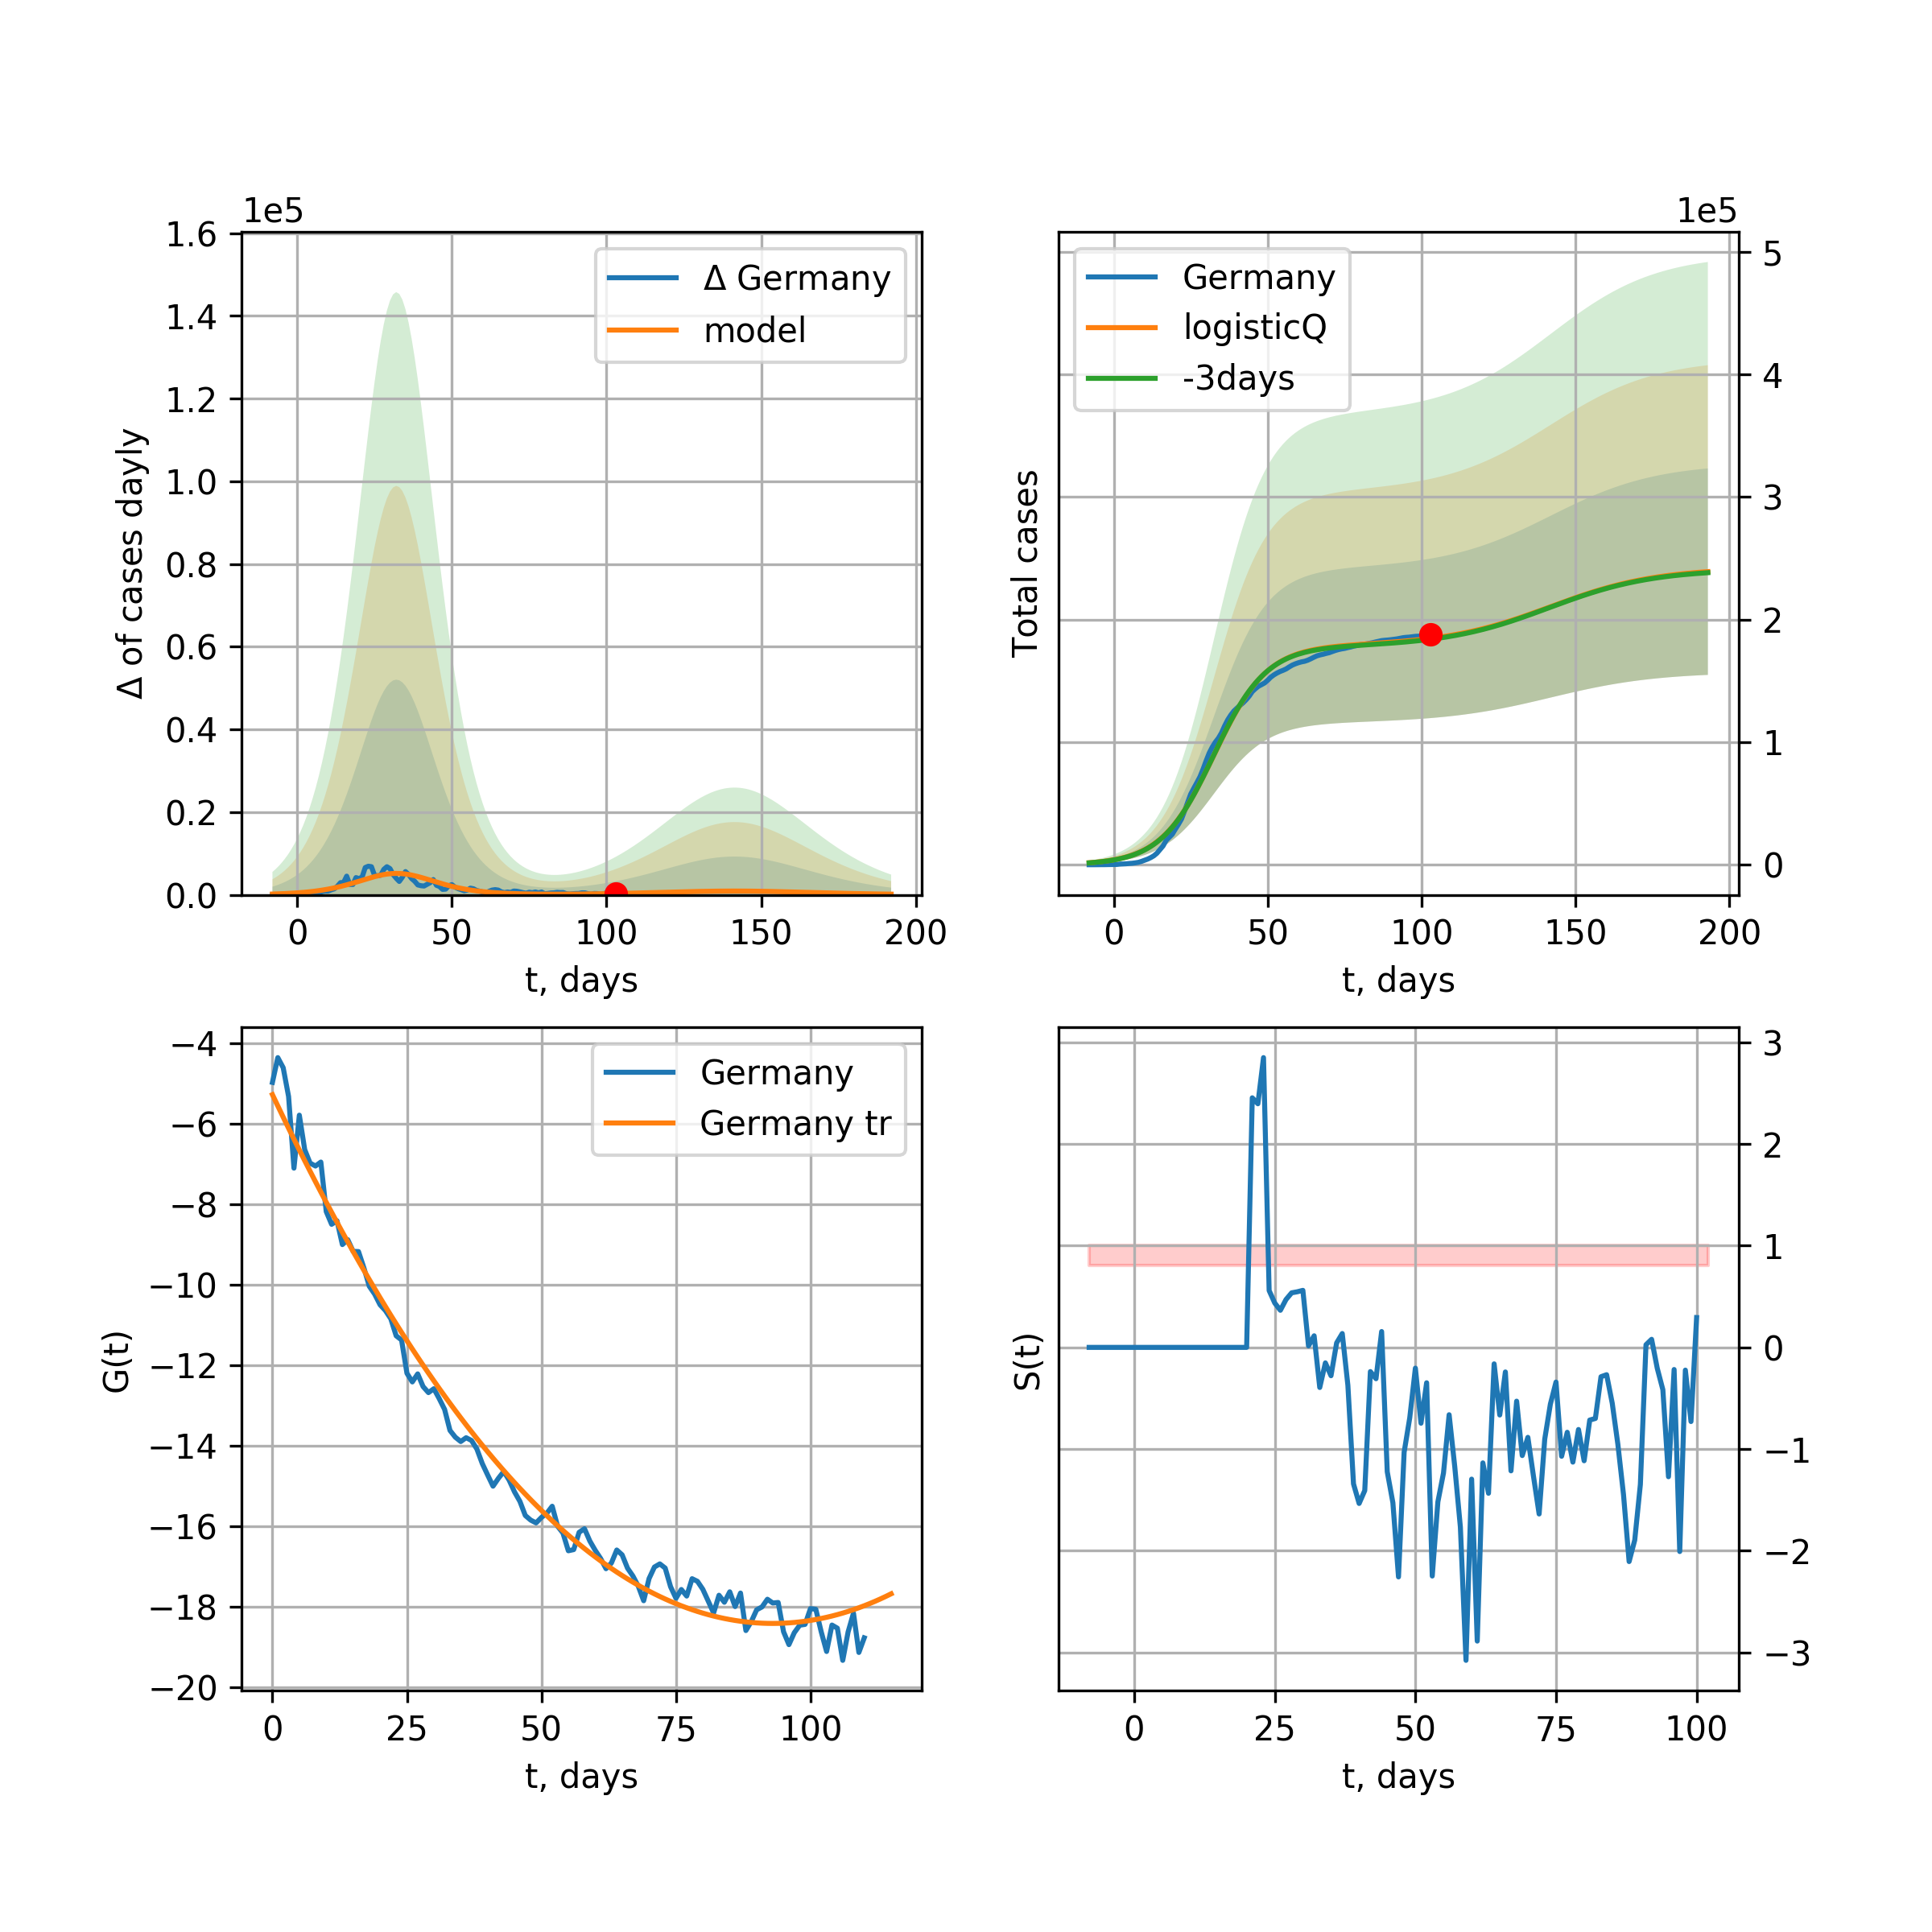 1e5
1.6
1.4
1.2
1.0
0.8
0.6
0.4
0.2
0.0
Δ of cases dayly
Δ Germany
model
0 50 100 150 200
t, days
1e5
Germany
logisticQ
-3days
Total cases
5
4
3
2
1
0
0 50 100 150 200
t, days
−4
−6
−8
−10
−12
−14
−16
−18
−20
G(t)
Germany
Germany tr
0 25 50 75 100
t, days
S(t)
3
2
1
0
−1
−2
−3
0 25 50 75 100
t, days